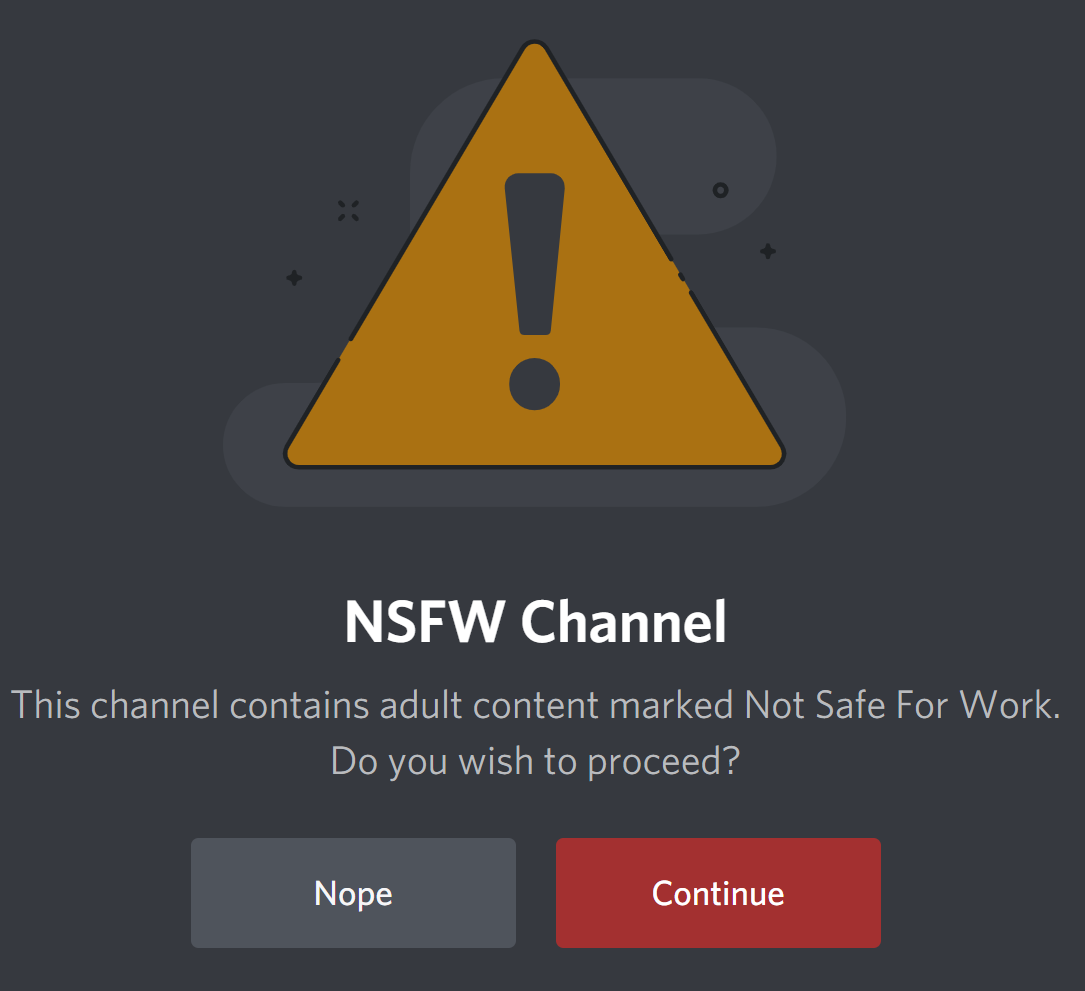 NSFW Channel
This channel contains adult content marked Not Safe For Work.
Do you wish to proceed?
Nope
Continue